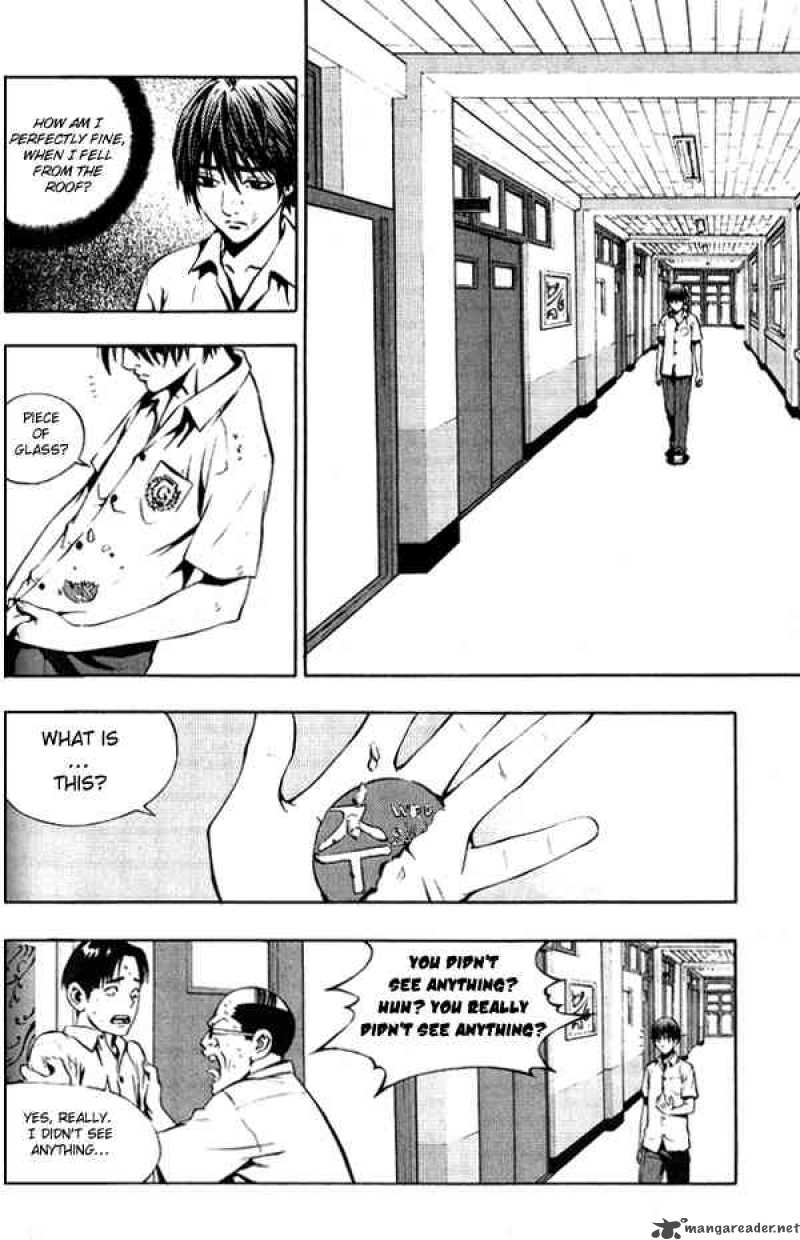 HOW AM I
PERFECTLY FINE,
WHEN I FELL
FROM THE
ROOF?
PIECE
OF
GLASS?
G
WHAT IS
...
THIS?
YOU DIDN'T
SEE ANYTHING?
HUH? YOU REALLY
DIDN'T SEE ANYTHING?
YES, REALLY.
I DIDN'T SEE
ANYTHING...
mangareader.net